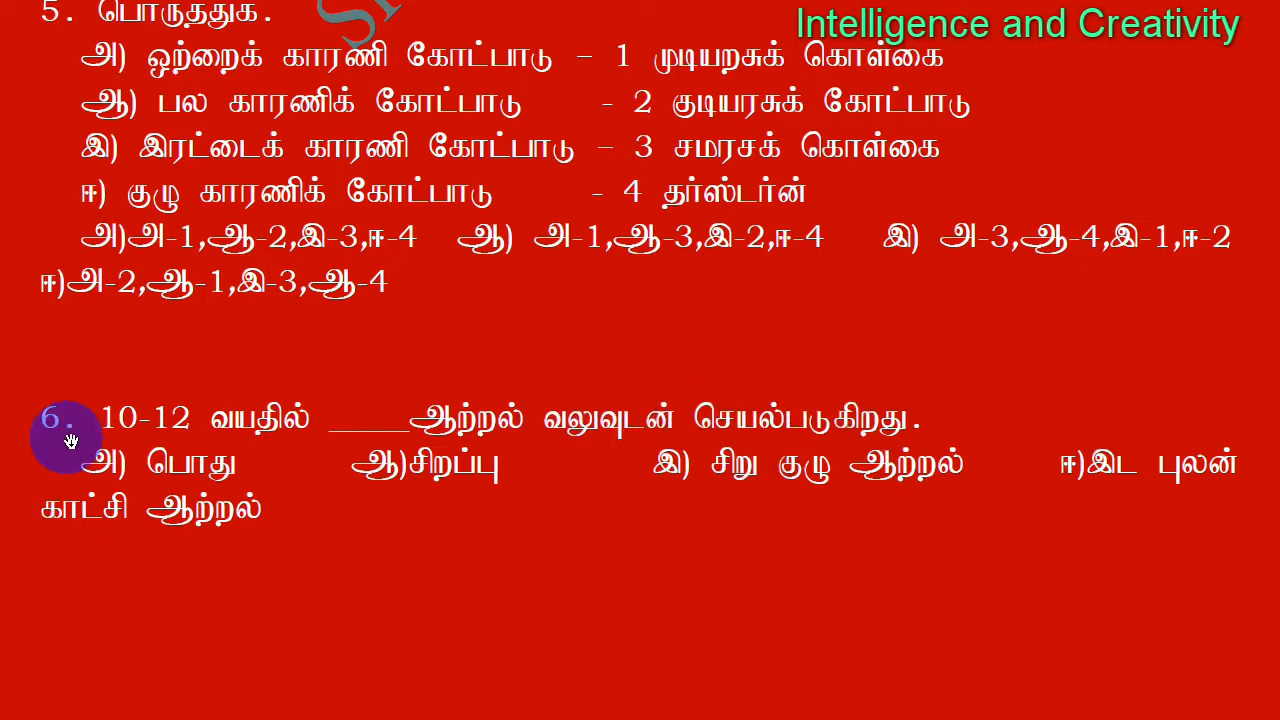 5. பொருத்துக.
Intelligence and Creativity
அ) ஒற்றைக் காரணி கோட்பாடு – 1 முடியறசுக் கொள்கை
ஆ) பல காரணிக் கோட்பாடு - 2 குடியரசுக் கோட்பாடு
இ) இரட்டைக் காரணி கோட்பாடு – 3 சமரசக் கொள்கை
ஈ) குழு காரணிக் கோட்பாடு - 4 தர்ஸ்டர்ன்
அ)அ-1,ஆ-2,இ-3,ஈ-4 ஆ) அ-1,ஆ-3,இ-2,ஈ-4 இ) அ-3,ஆ-4,இ-1,ஈ-2
ஈ)அ-2,ஆ-1,இ-3,ஆ-4
6. 10-12 வயதில் _____ஆற்றல் வலுவுடன் செயல்படுகிறது.
அ) பொது ஆ)சிறப்பு இ) சிறு குழு ஆற்றல் ஈ)இட புலன்
காட்சி ஆற்றல்